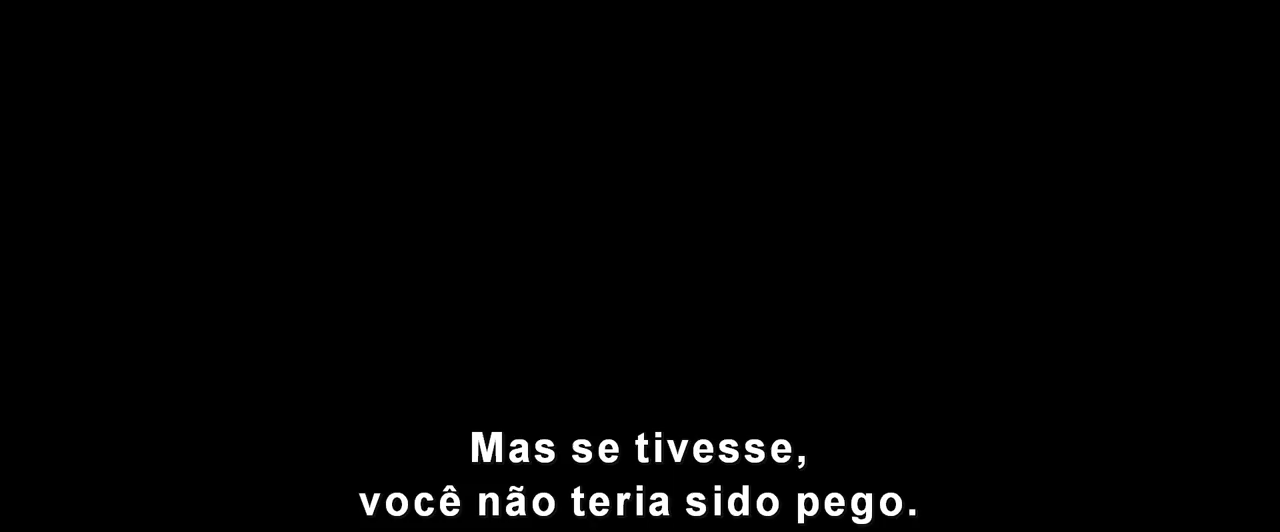 Mas se tivesse,
você não teria sido pego.